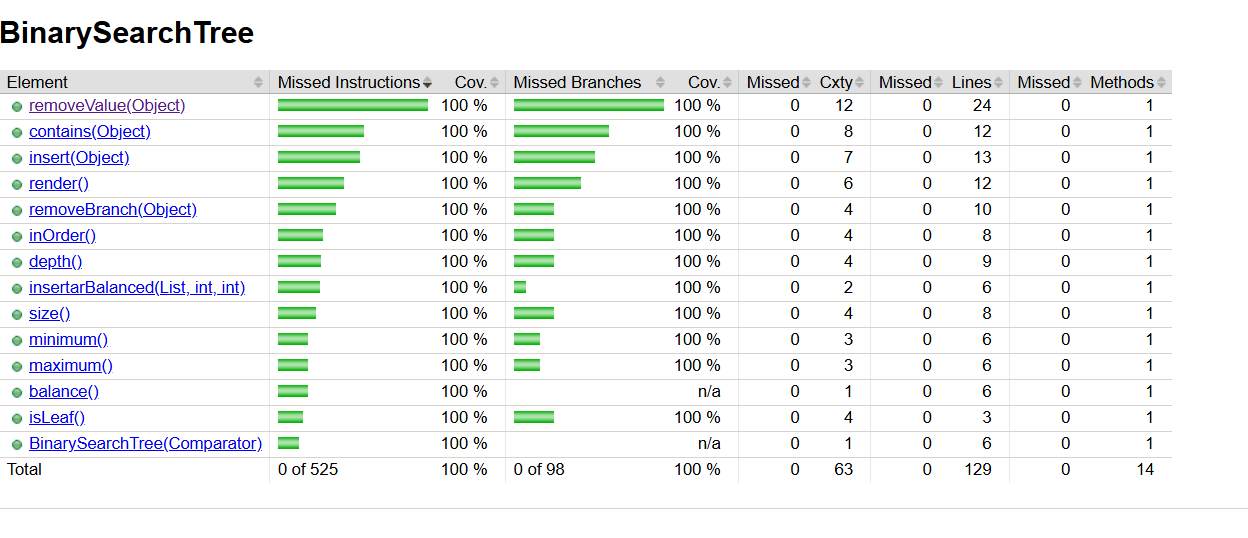 BinarySearchTree
Element Missed Instructions Cov. Missed Branches Cov. Missed Cxty Missed Lines Missed Methods
removeValue(Object) 100 % 100 % 0 12 0 24 0 1
contains(Object) 100 % 100 % 0 8 0 12 0 1
insert(Object) 100 % 100 % 0 7 0 13 0 1
render() 100 % 100 % 0 6 0 12 0 1
removeBranch(Object) 100 % 100 % 0 4 0 10 0 1
inOrder() 100 % 100 % 0 4 0 8 0 1
depth() 100 % 100 % 0 4 0 9 0 1
insertarBalanced(List, int, int) 100 % 100 % 0 2 0 6 0 1
size() 100 % 100 % 0 4 0 8 0 1
minimum() 100 % 100 % 0 3 0 6 0 1
maximum() 100 % 100 % 0 3 0 6 0 1
balance() 100 % n/a 0 1 0 6 0 1
isLeaf() 100 % 100 % 0 4 0 3 0 1
BinarySearchTree(Comparator) 100 % n/a 0 1 0 6 0 1
Total 0 of 525 100 % 0 of 98 100 % 0 63 0 129 0 14